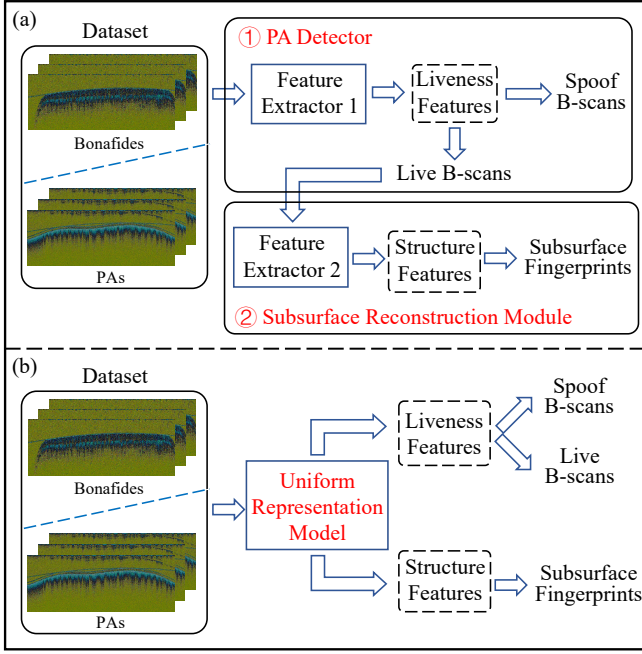 (a)
Dataset
Bonafides
PAs
① PA Detector
Feature
Extractor 1
Liveness
Features
Spoof
B-scans
Live B-scans
Feature
Extractor 2
Structure
Features
Subsurface
Fingerprints
② Subsurface Reconstruction Module
(b)
Dataset
Bonafides
PAs
Uniform
Representation
Model
Liveness
Features
Spoof
B-scans
Live
B-scans
Structure
Features
Subsurface
Fingerprints